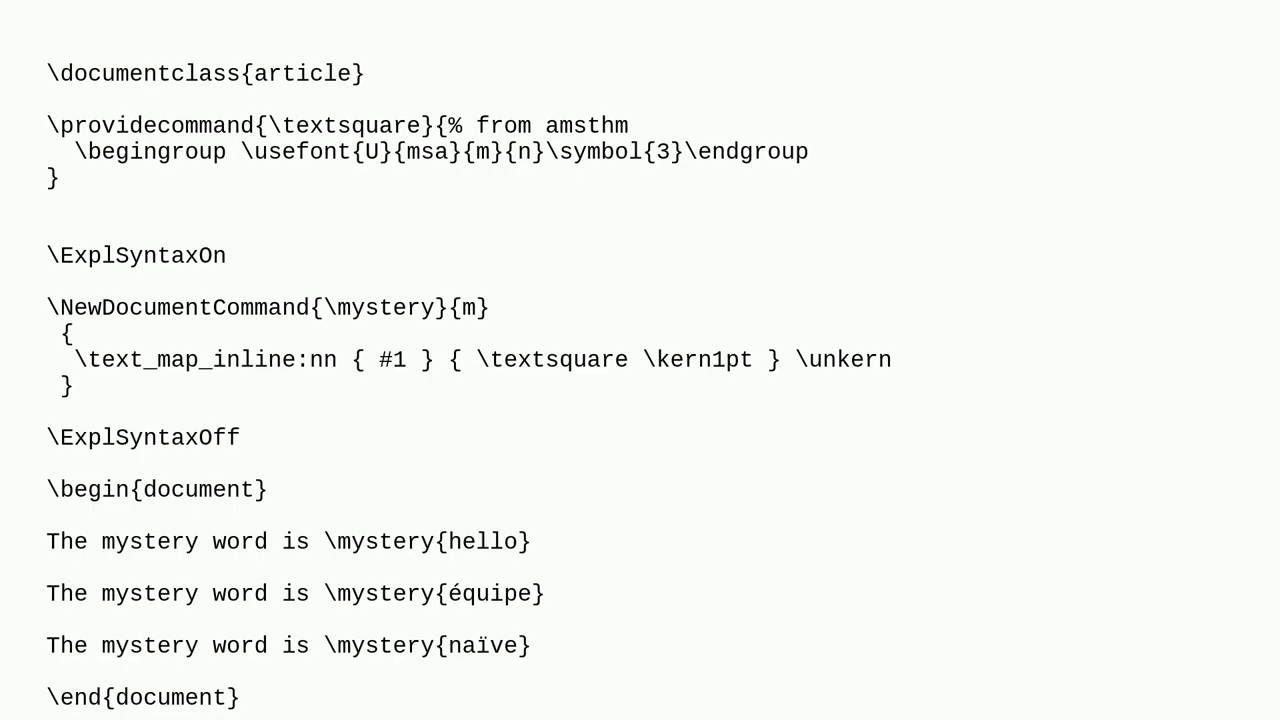 \documentclass{article}
\providecommand{\textsquare}{% from amsthm
  \begingroup \usefont{U}{msa}{m}{n}\symbol{3}\endgroup
}
\ExplSyntaxOn
\NewDocumentCommand{\mystery}{m}
 {
  \text_map_inline:nn { #1 } { \textsquare \kern1pt } \unkern
 }
\ExplSyntaxOff
\begin{document}
The mystery word is \mystery{hello}
The mystery word is \mystery{équipe}
The mystery word is \mystery{naïve}
\end{document}